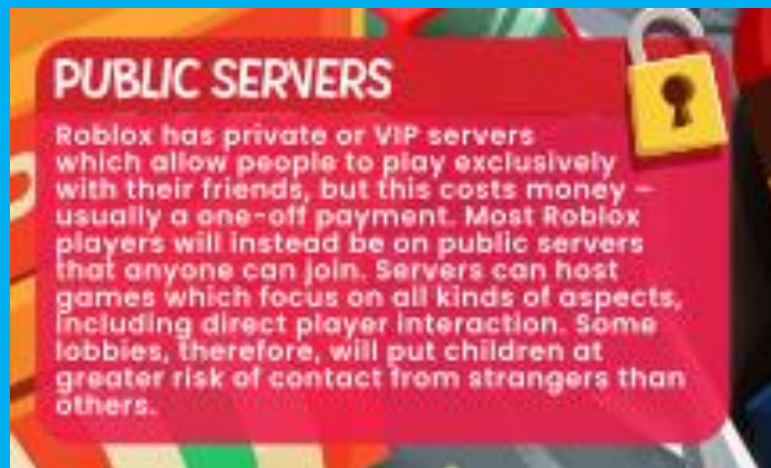 PUBLIC SERVERS
Roblox has private or VIP servers
which allow people to play exclusively
with their friends, but this costs money –
usually a one-off payment. Most Roblox
players will instead be on public servers
that anyone can join. Servers can host
games which focus on all kinds of aspects,
including direct player interaction. Some
lobbies, therefore, will put children at
greater risk of contact from strangers than
others.